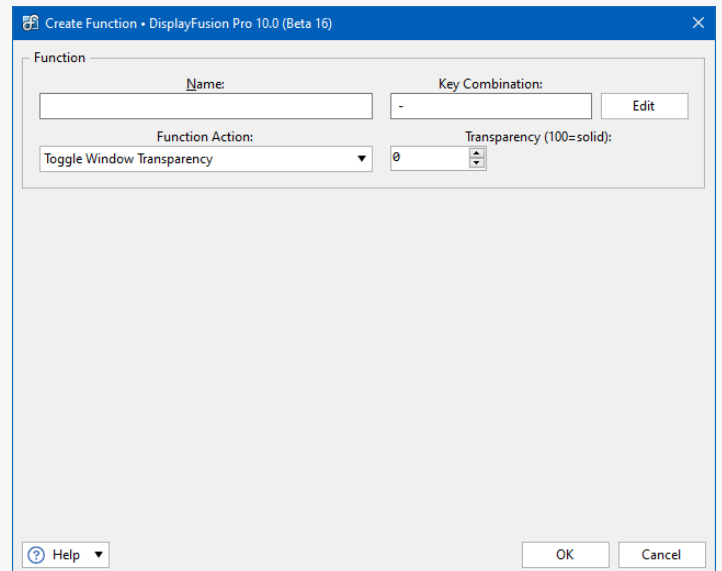 Create Function • DisplayFusion Pro 10.0 (Beta 16)
Function
Name: Key Combination:
- Edit
Function Action: Transparency (100=solid):
Toggle Window Transparency 0
Help OK Cancel